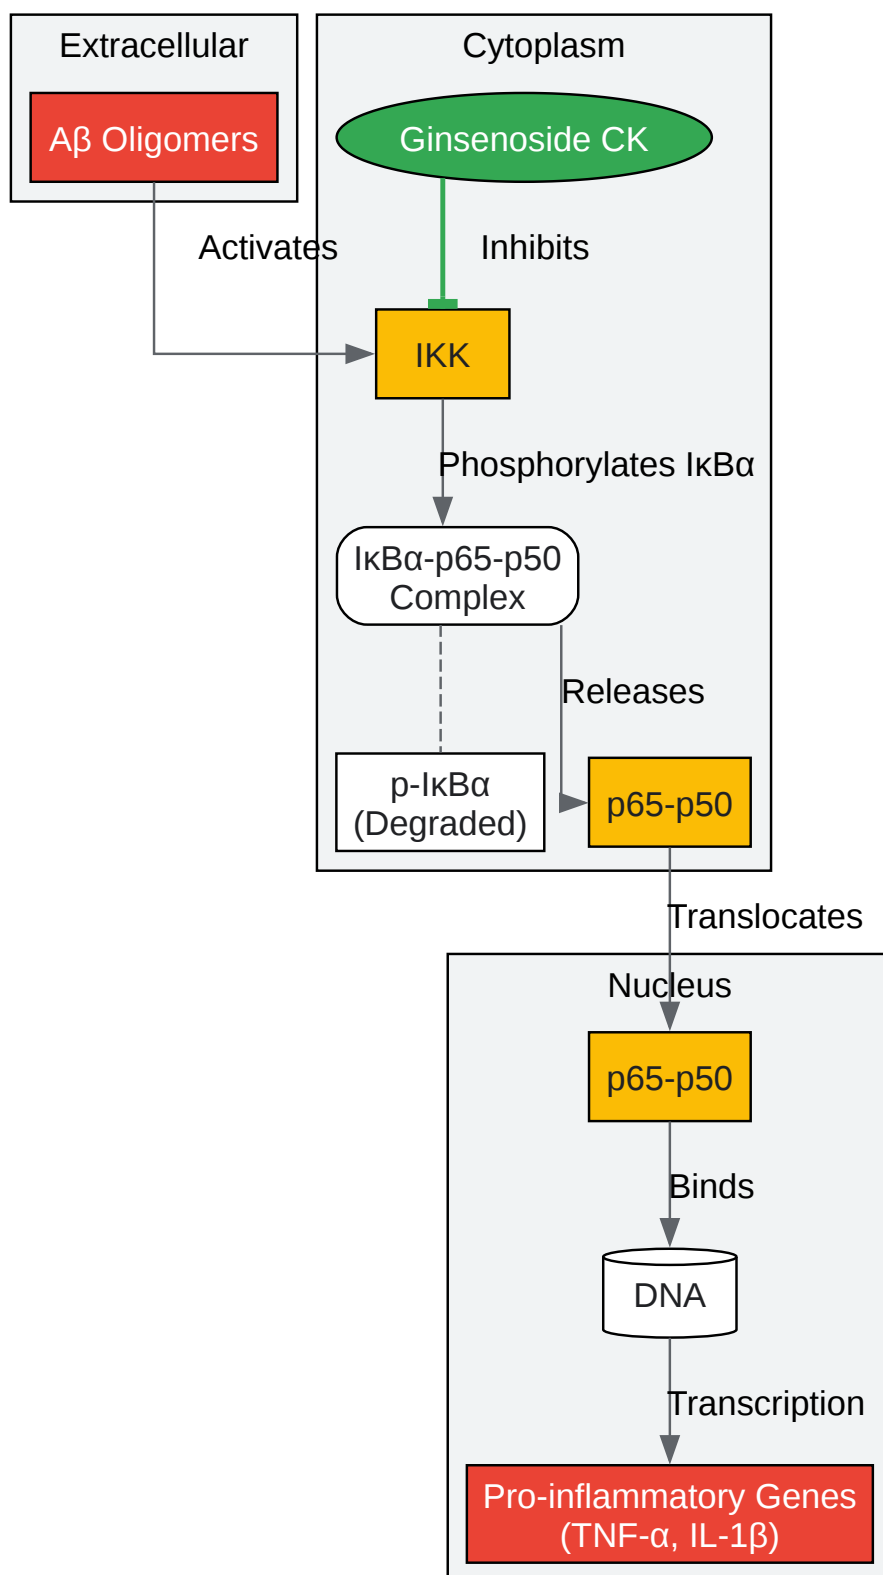 Extracellular
Cytoplasm
Aβ Oligomers
Ginsenoside CK
Activates
Inhibits
IKK
Phosphorylates IκBα
IκBα-p65-p50
Complex
Releases
p-IκBα
(Degraded)
p65-p50
Translocates
Nucleus
p65-p50
Binds
DNA
Transcription
Pro-inflammatory Genes
(TNF-α, IL-1β)